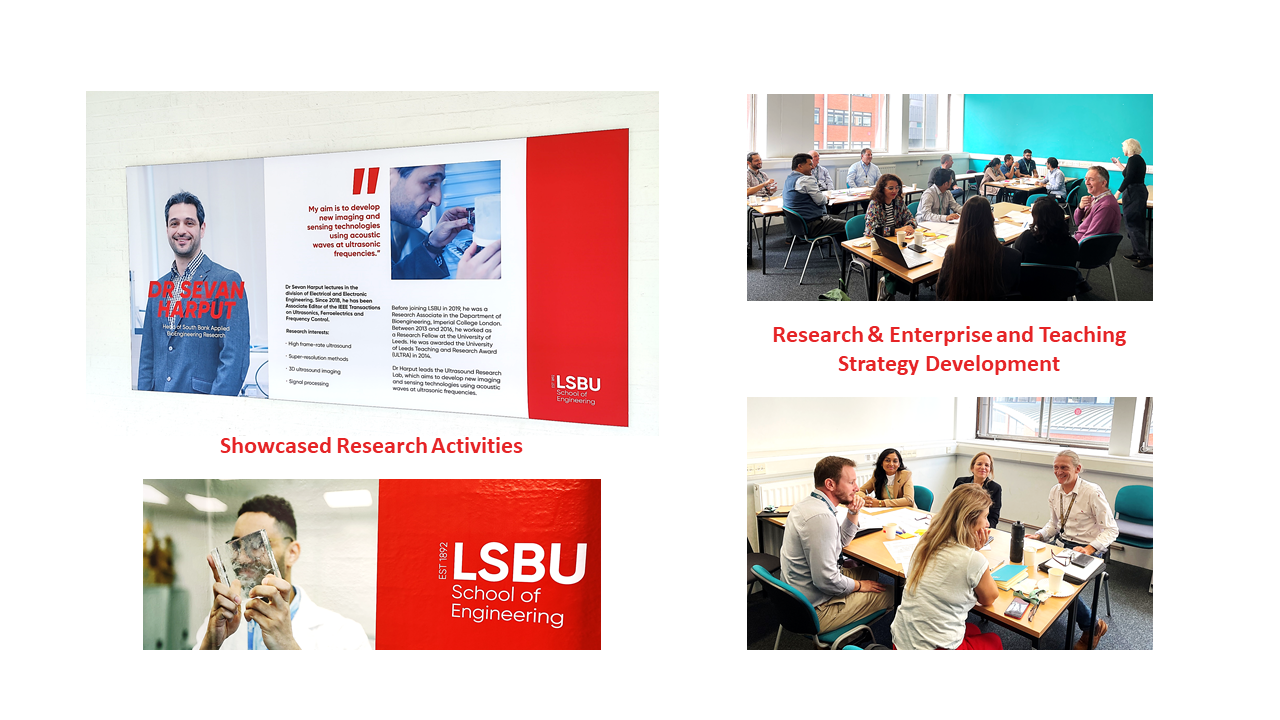 DR SEVAN
HARPUT
Head of South Bank Applied
BioEngineering Research
"
My aim is to develop
new imaging and
sensing technologies
using acoustic
waves at ultrasonic
frequencies."
Dr Sevan Harput lectures in the
division of Electrical and Electronic
Engineering. Since 2018, he has been
Associate Editor of the IEEE Transactions
on Ultrasonics, Ferroelectrics and
Frequency Control.
Research interests:
· High frame-rate ultrasound
· Super-resolution methods
· 3D ultrasound imaging
· Signal processing
Before joining LSBU in 2019, he was a
Research Associate in the Department of
Bioengineering, Imperial College London.
Between 2013 and 2016, he worked as
a Research Fellow at the University of
Leeds. He was awarded the University
of Leeds Teaching and Research Award
(ULTRA) in 2014.
Dr Harput leads the Ultrasound Research
Lab, which aims to develop new imaging
and sensing technologies using acoustic
waves at ultrasonic frequencies.
EST 1892
LSBU
School of
Engineering
Showcased Research Activities
EST 1892
LSBU
School of
Engineering
Research & Enterprise and Teaching
Strategy Development